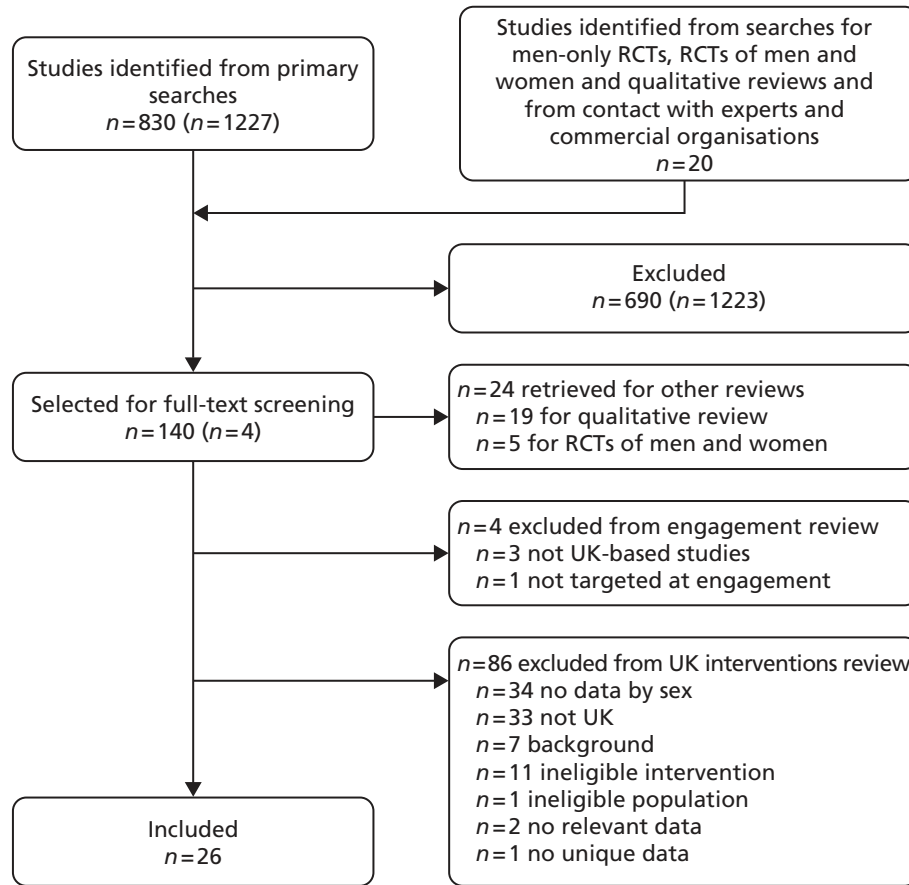 Studies identified from primary
searches
n=830 (n=1227)
Studies identified from searches for
men-only RCTs, RCTs of men and
women and qualitative reviews and
from contact with experts and
commercial organisations
n=20
Excluded
n=690 (n=1223)
Selected for full-text screening
n=140 (n=4)
n=24 retrieved for other reviews
n=19 for qualitative review
n=5 for RCTs of men and women
n=4 excluded from engagement review
n=3 not UK-based studies
n=1 not targeted at engagement
n=86 excluded from UK interventions review
n=34 no data by sex
n=33 not UK
n=7 background
n=11 ineligible intervention
n=1 ineligible population
n=2 no relevant data
n=1 no unique data
Included
n=26